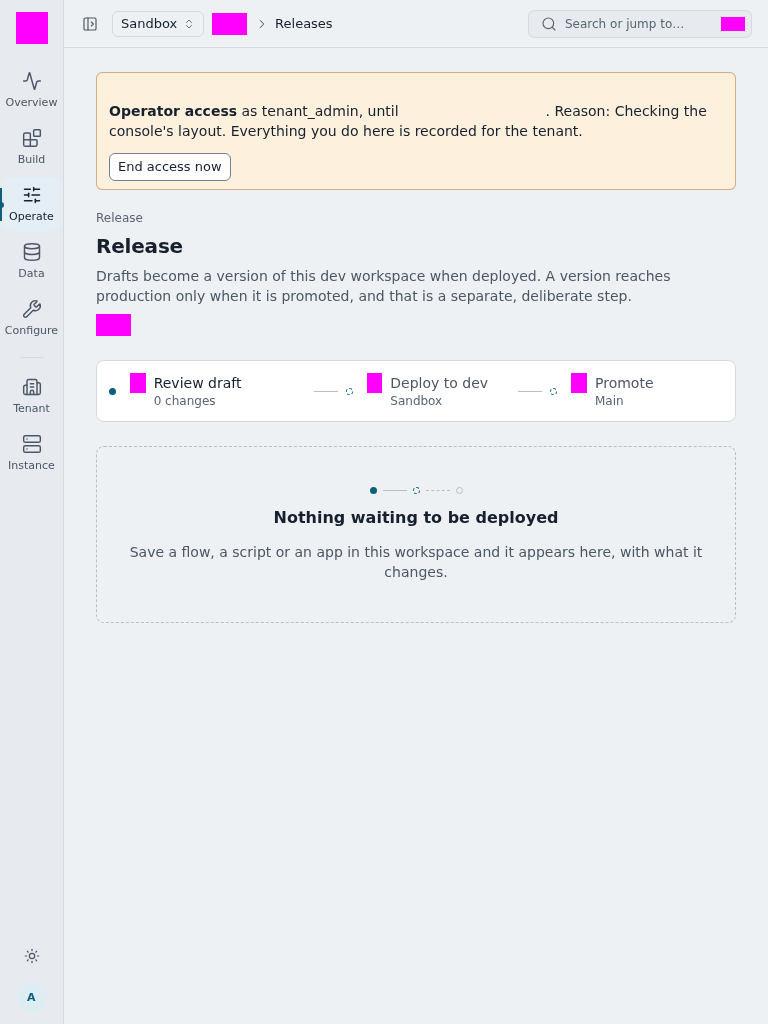 Sandbox
Releases
Search or jump to…
Overview
Build
Operate
Data
Configure
Tenant
Instance
A
Operator access as tenant_admin, until . Reason: Checking the
console's layout. Everything you do here is recorded for the tenant.
End access now
Release
Release
Drafts become a version of this dev workspace when deployed. A version reaches
production only when it is promoted, and that is a separate, deliberate step.
Review draft
0 changes
Deploy to dev
Sandbox
Promote
Main
Nothing waiting to be deployed
Save a flow, a script or an app in this workspace and it appears here, with what it
changes.